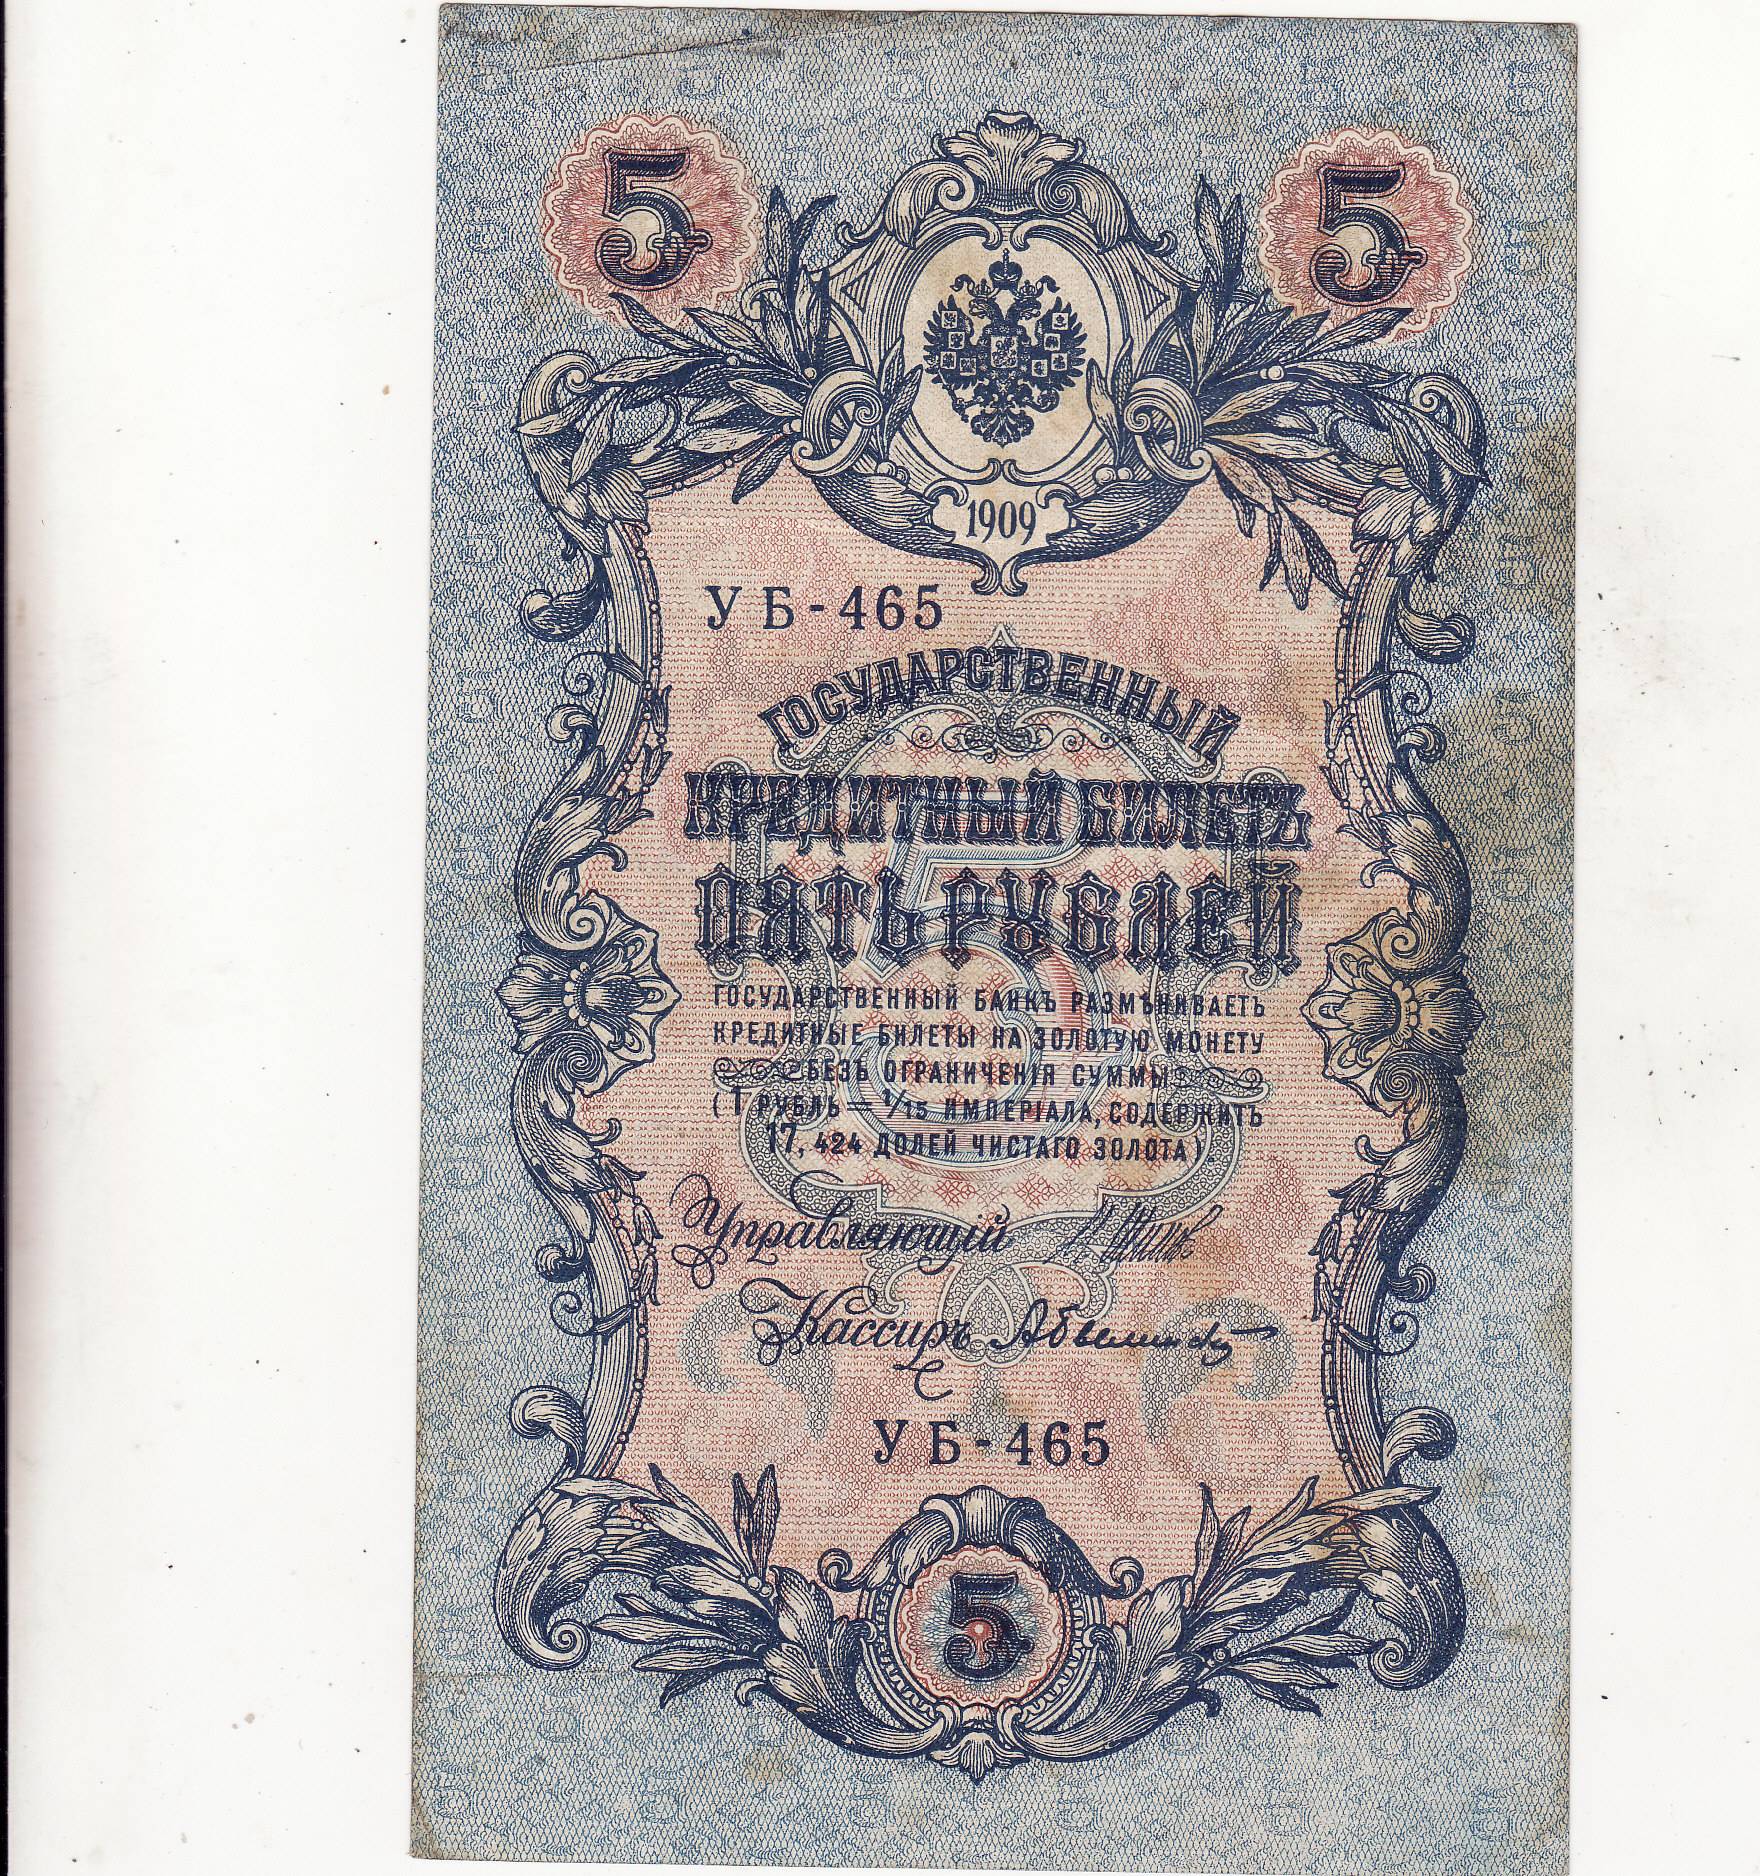 5 5
1909
УБ-465
ГОСУДАРСТВЕННЫЙ
КРЕДИТНЫЙ БИЛЕТЪ
ПЯТЬ РУБЛЕЙ
ГОСУДАРСТВЕННЫЙ БАНКЪ РАЗМѢНИВАЕТЪ
КРЕДИТНЫЕ БИЛЕТЫ НА ЗОЛОТУЮ МОНЕТУ
БЕЗЪ ОГРАНИЧЕНІЯ СУММЫ
(1 РУБЛЬ = 1/15 ИМПЕРІАЛА, СОДЕРЖИТЪ
17,424 ДОЛЕЙ ЧИСТАГО ЗОЛОТА).
Управляющій
Кассиръ
УБ-465
5